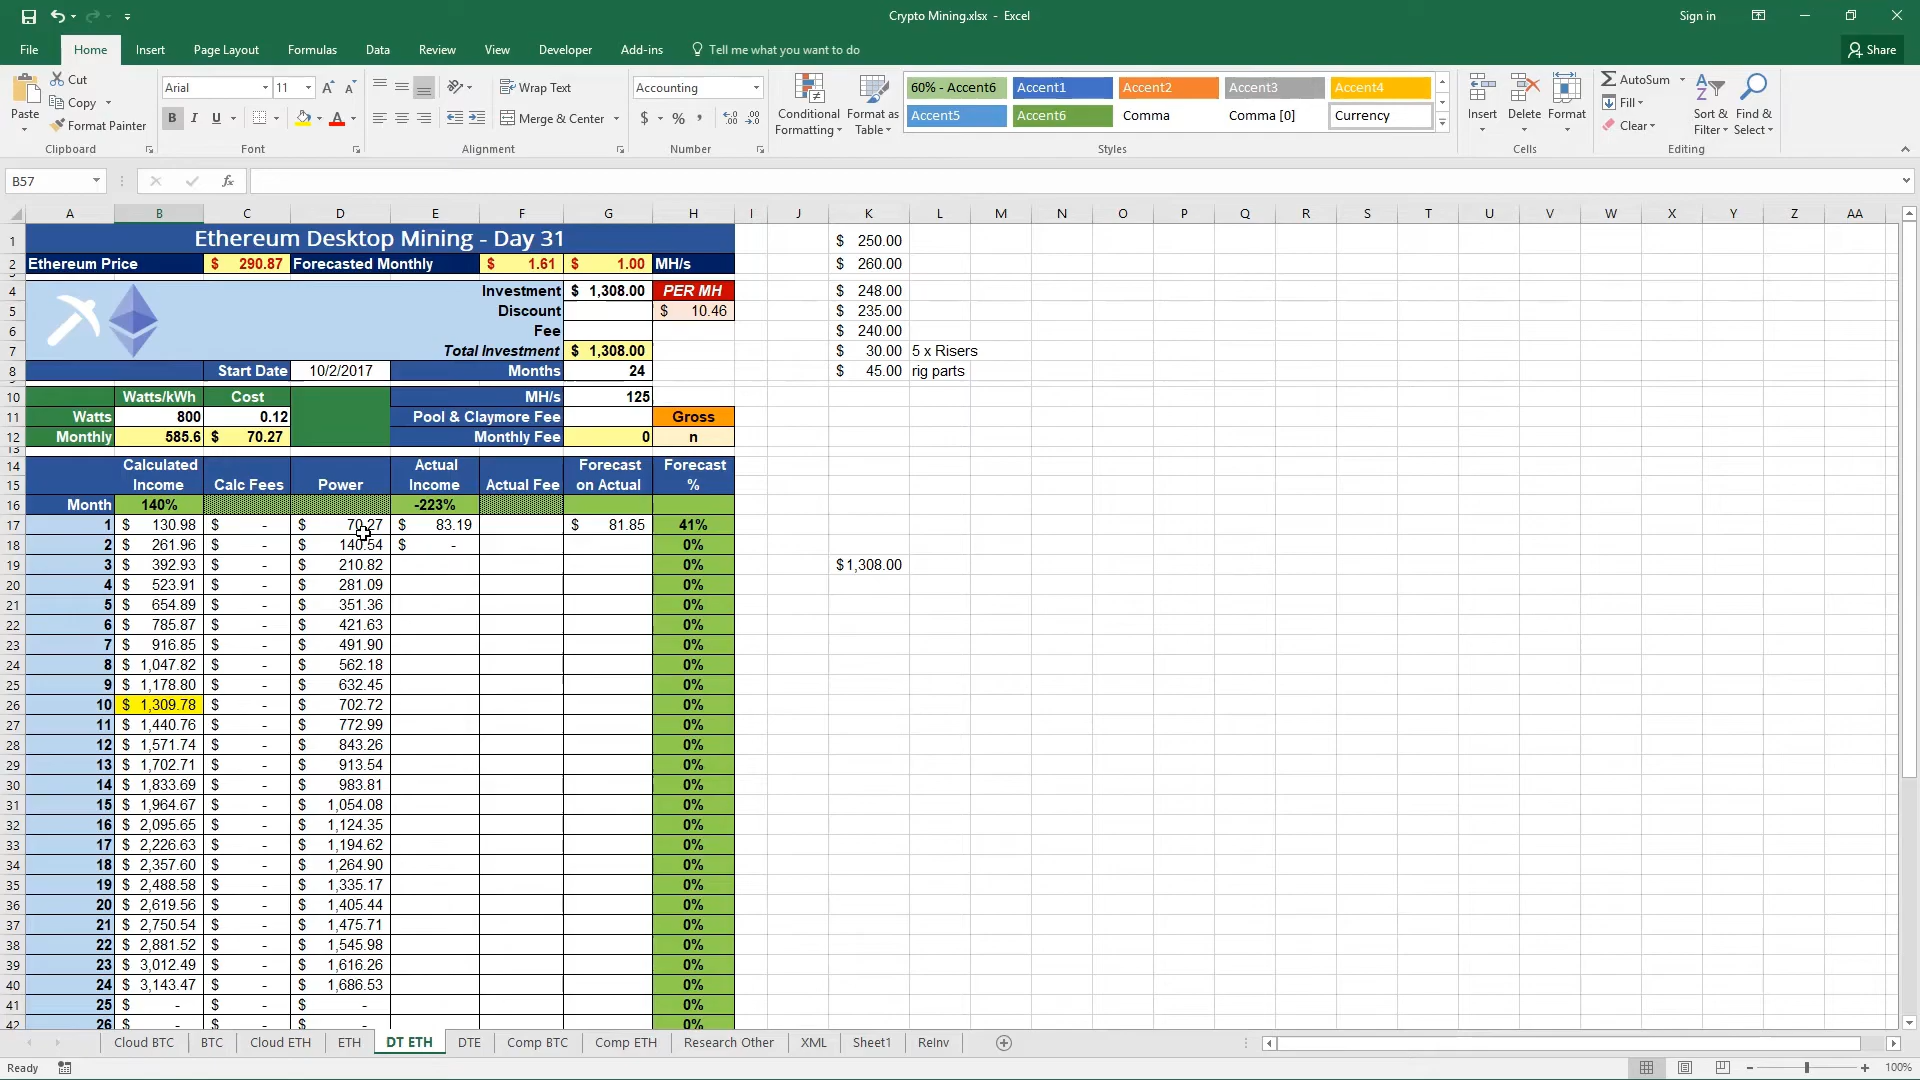 Crypto Mining.xlsx - Excel
Sign in
File Home Insert Page Layout Formulas Data Review View Developer Add-ins Tell me what you want to do Share
Paste Cut Copy Format Painter Clipboard
Arial 11 A A B I U A Font
Wrap Text Merge & Center Alignment
Accounting $ % , Number
Conditional Formatting Format as Table
60% - Accent6 Accent1 Accent2 Accent3 Accent4
Accent5 Accent6 Comma Comma [0] Currency
Styles
Insert Delete Format Cells
AutoSum Fill Clear Sort & Filter Find & Select Editing
B57 fx
A B C D E F G H I J K L M N O P Q R S T U V W X Y Z AA
1 Ethereum Desktop Mining - Day 31 $ 250.00
2 Ethereum Price $ 290.87 Forecasted Monthly $ 1.61 $ 1.00 MH/s $ 260.00
4 Investment $ 1,308.00 PER MH $ 248.00
5 Discount $ 10.46 $ 235.00
6 Fee $ 240.00
7 Total Investment $ 1,308.00 $ 30.00 5 x Risers
8 Start Date 10/2/2017 Months 24 $ 45.00 rig parts
10 Watts/kWh Cost MH/s 125
11 Watts 800 0.12 Pool & Claymore Fee Gross
12 Monthly 585.6 $ 70.27 Monthly Fee 0 n
13
14 Calculated Actual Forecast Forecast
15 Income Calc Fees Power Income Actual Fee on Actual %
16 Month 140% -223%
17 1 $ 130.98 $ - $ 70.27 $ 83.19 $ 81.85 41%
18 2 $ 261.96 $ - $ 140.54 $ - 0%
19 3 $ 392.93 $ - $ 210.82 0% $ 1,308.00
20 4 $ 523.91 $ - $ 281.09 0%
21 5 $ 654.89 $ - $ 351.36 0%
22 6 $ 785.87 $ - $ 421.63 0%
23 7 $ 916.85 $ - $ 491.90 0%
24 8 $ 1,047.82 $ - $ 562.18 0%
25 9 $ 1,178.80 $ - $ 632.45 0%
26 10 $ 1,309.78 $ - $ 702.72 0%
27 11 $ 1,440.76 $ - $ 772.99 0%
28 12 $ 1,571.74 $ - $ 843.26 0%
29 13 $ 1,702.71 $ - $ 913.54 0%
30 14 $ 1,833.69 $ - $ 983.81 0%
31 15 $ 1,964.67 $ - $ 1,054.08 0%
32 16 $ 2,095.65 $ - $ 1,124.35 0%
33 17 $ 2,226.63 $ - $ 1,194.62 0%
34 18 $ 2,357.60 $ - $ 1,264.90 0%
35 19 $ 2,488.58 $ - $ 1,335.17 0%
36 20 $ 2,619.56 $ - $ 1,405.44 0%
37 21 $ 2,750.54 $ - $ 1,475.71 0%
38 22 $ 2,881.52 $ - $ 1,545.98 0%
39 23 $ 3,012.49 $ - $ 1,616.26 0%
40 24 $ 3,143.47 $ - $ 1,686.53 0%
41 25 $ - $ - $ - 0%
42 26 $ - $ - $ - 0%
Cloud BTC BTC Cloud ETH ETH DT ETH DTE Comp BTC Comp ETH Research Other XML Sheet1 ReInv
Ready 100%